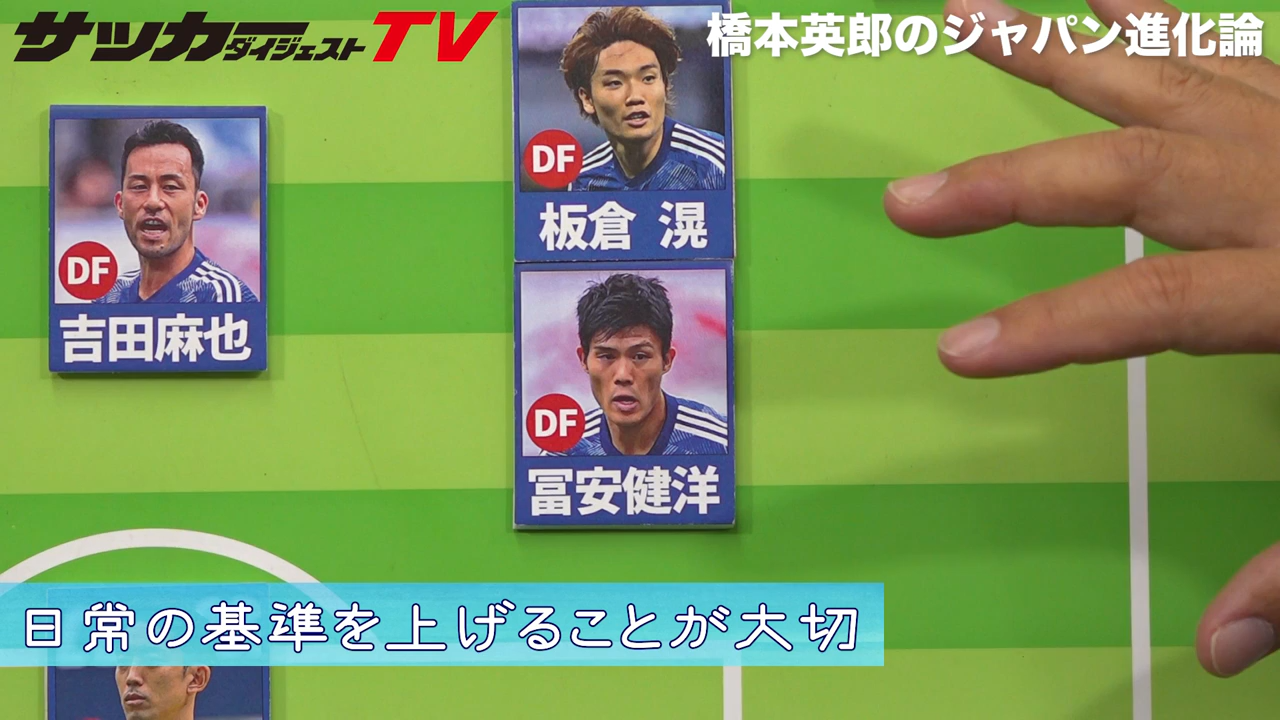 サッカーダイジェストTV
橋本英郎のジャパン進化論
DF
板倉 滉
DF
吉田麻也
DF
冨安健洋
日常の基準を上げることが大切